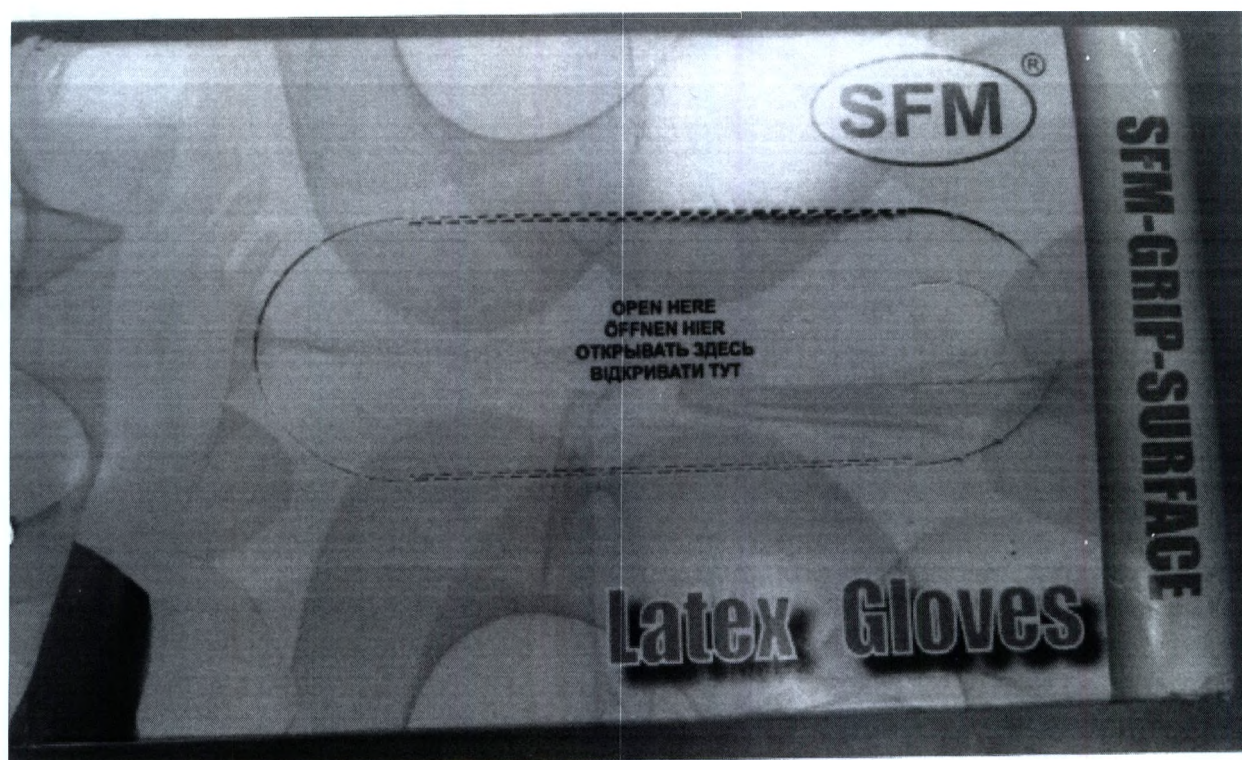 SFM®
SFM-GRIP-SURFACE
OPEN HERE
ÖFFNEN HIER
ОТКРЫВАТЬ ЗДЕСЬ
ВІДКРИВАТИ ТУТ
Latex Gloves